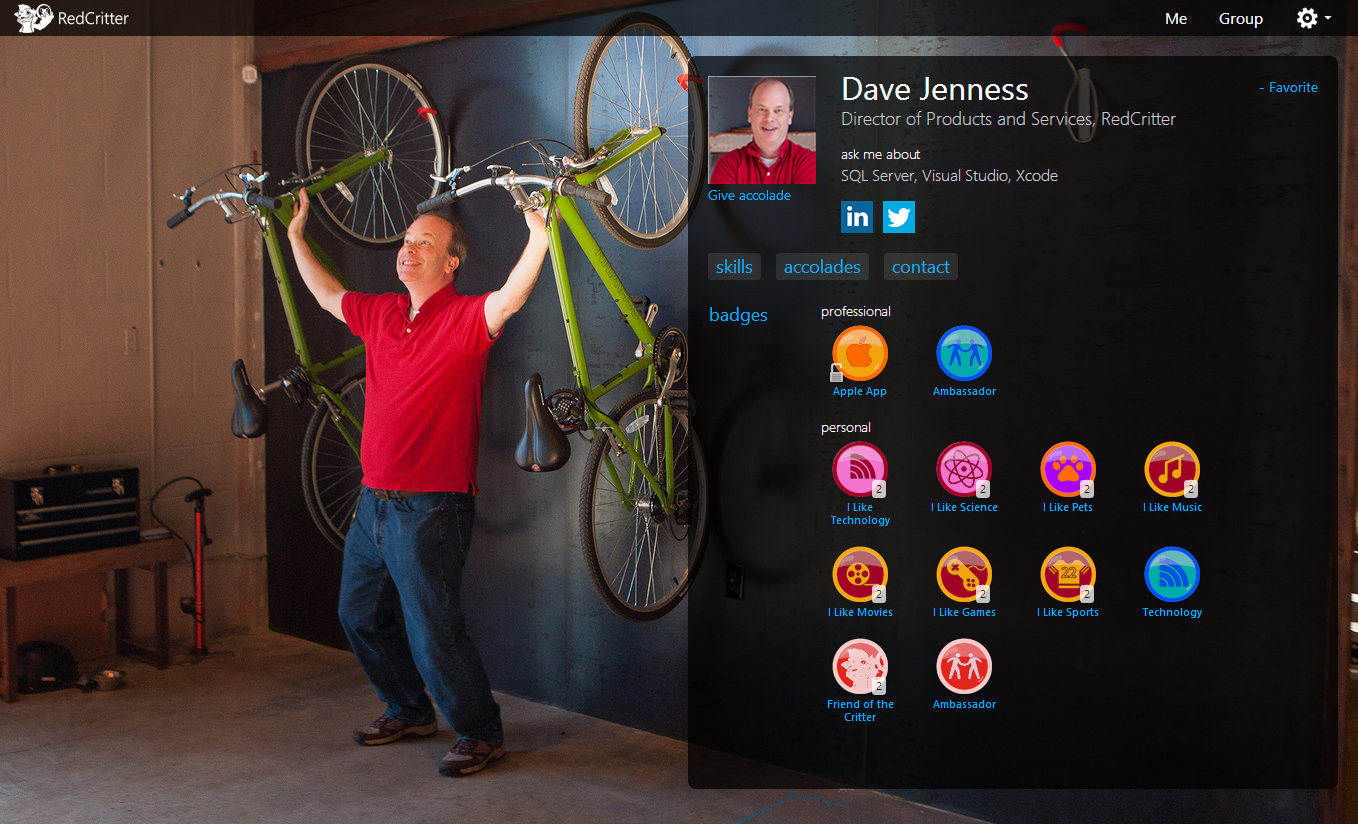 RedCritter
Me
Group
Dave Jenness
- Favorite
Director of Products and Services, RedCritter
ask me about
SQL Server, Visual Studio, Xcode
Give accolade
in
skills
accolades
contact
badges
professional
Apple App
Ambassador
personal
2
2
2
2
I Like
Technology
I Like Science
I Like Pets
I Like Music
22
2
2
2
I Like Movies
I Like Games
I Like Sports
Technology
2
Friend of the
Critter
Ambassador